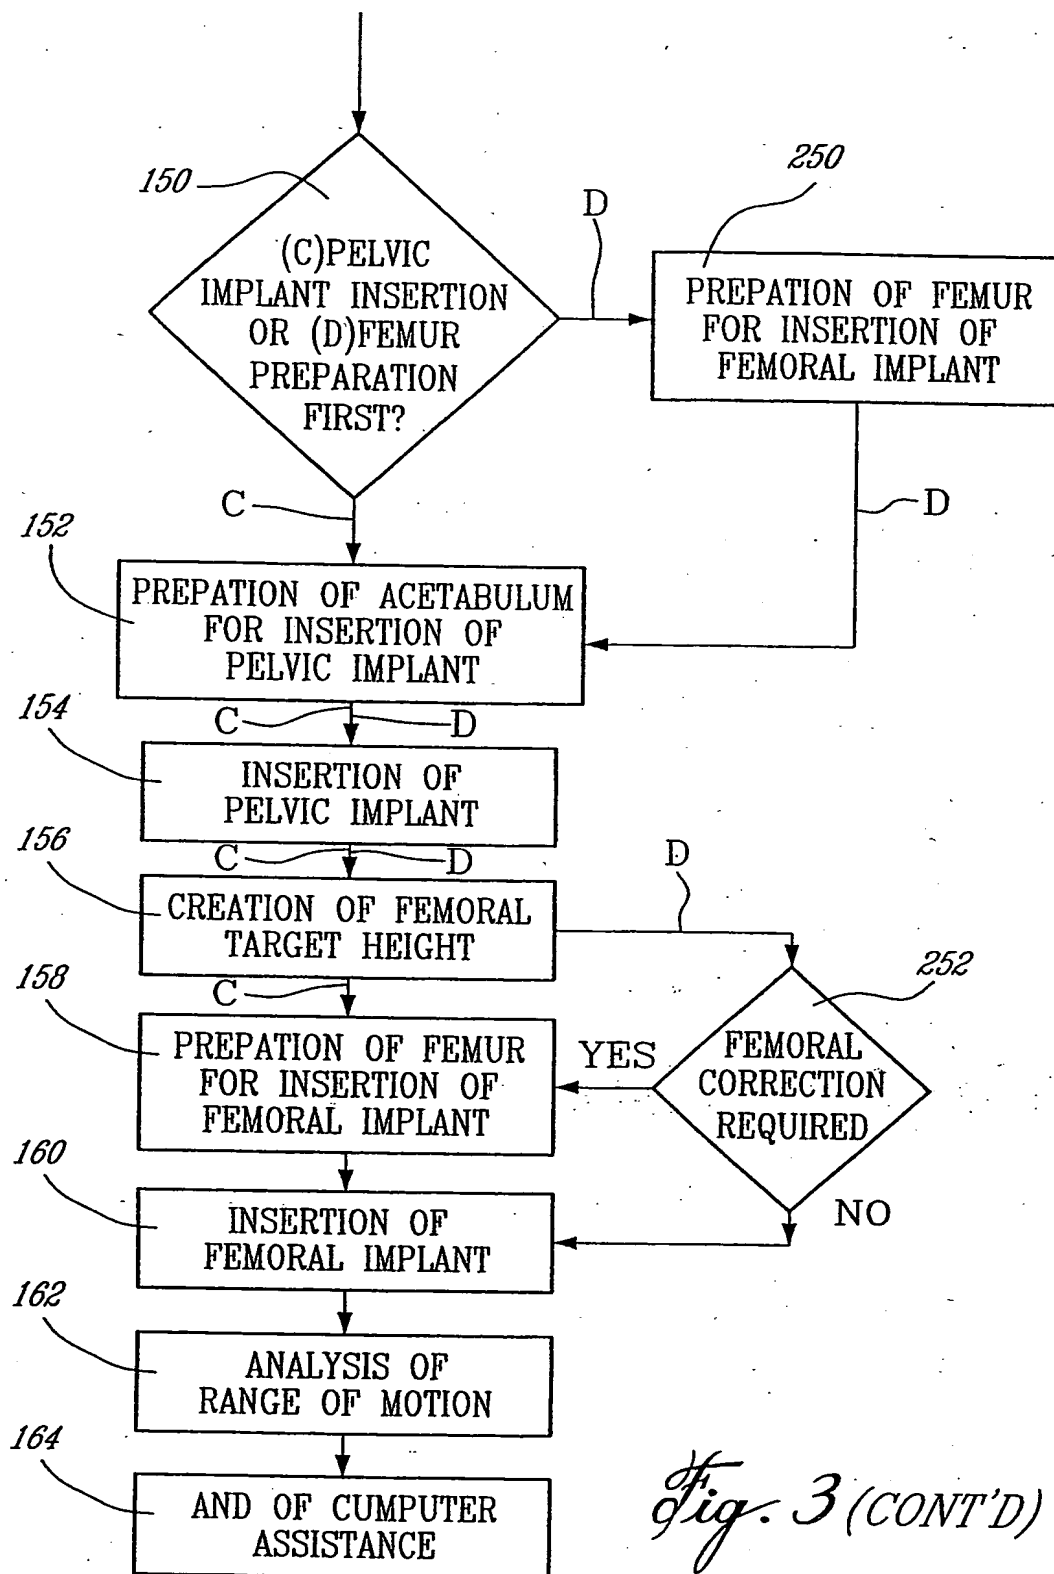 150
(C)PELVIC
IMPLANT INSERTION
OR (D)FEMUR
PREPARATION
FIRST?
D
250
PREPATION OF FEMUR
FOR INSERTION OF
FEMORAL IMPLANT
D
C
152
PREPATION OF ACETABULUM
FOR INSERTION OF
PELVIC IMPLANT
C
D
154
INSERTION OF
PELVIC IMPLANT
C
D
156
CREATION OF FEMORAL
TARGET HEIGHT
D
252
FEMORAL
CORRECTION
REQUIRED
YES
NO
C
158
PREPATION OF FEMUR
FOR INSERTION OF
FEMORAL IMPLANT
160
INSERTION OF
FEMORAL IMPLANT
162
ANALYSIS OF
RANGE OF MOTION
164
AND OF CUMPUTER
ASSISTANCE
Fig. 3 (CONT'D)